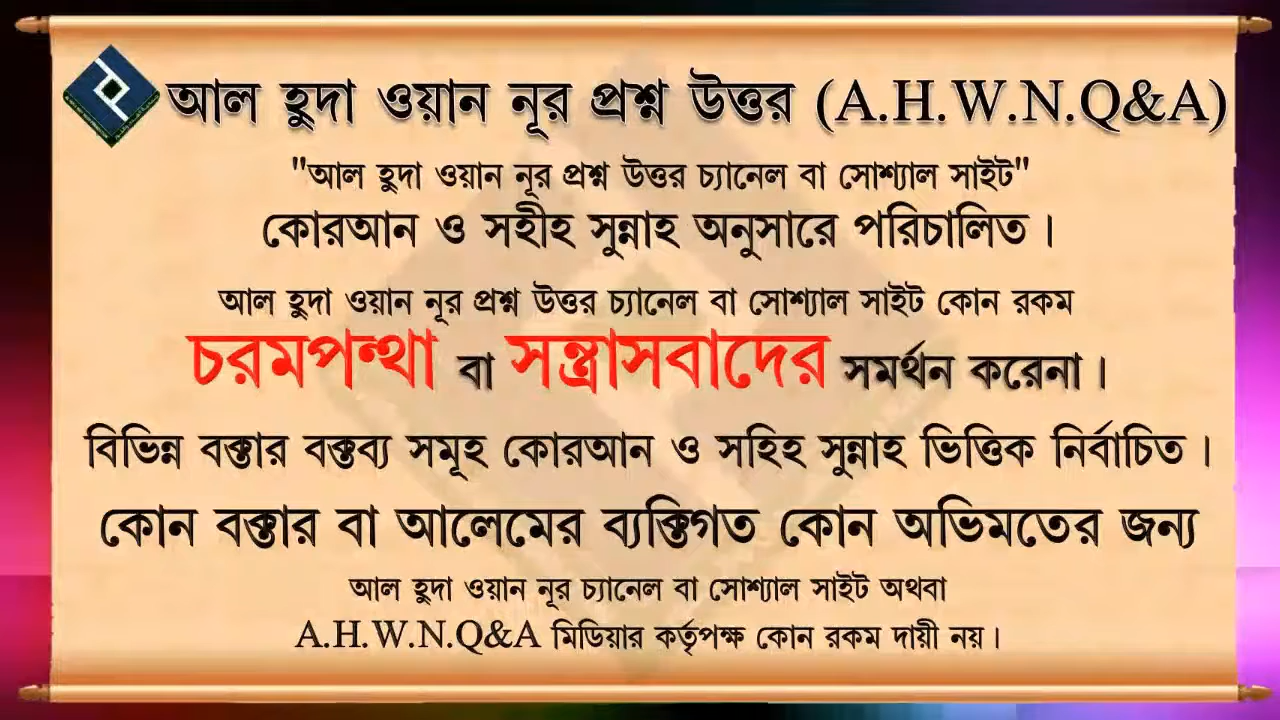 আল হুদা ওয়ান নূর প্রশ্ন উত্তর (A.H.W.N.Q&A)
"আল হুদা ওয়ান নূর প্রশ্ন উত্তর চ্যানেল বা সোশ্যাল সাইট"
কোরআন ও সহীহ সুন্নাহ অনুসারে পরিচালিত।
আল হুদা ওয়ান নূর প্রশ্ন উত্তর চ্যানেল বা সোশ্যাল সাইট কোন রকম
চরমপন্থা বা সন্ত্রাসবাদের সমর্থন করেনা।
বিভিন্ন বক্তার বক্তব্য সমূহ কোরআন ও সহিহ সুন্নাহ ভিত্তিক নির্বাচিত।
কোন বক্তার বা আলেমের ব্যক্তিগত কোন অভিমতের জন্য
আল হুদা ওয়ান নূর চ্যানেল বা সোশ্যাল সাইট অথবা
A.H.W.N.Q&A মিডিয়ার কর্তৃপক্ষ কোন রকম দায়ী নয়।